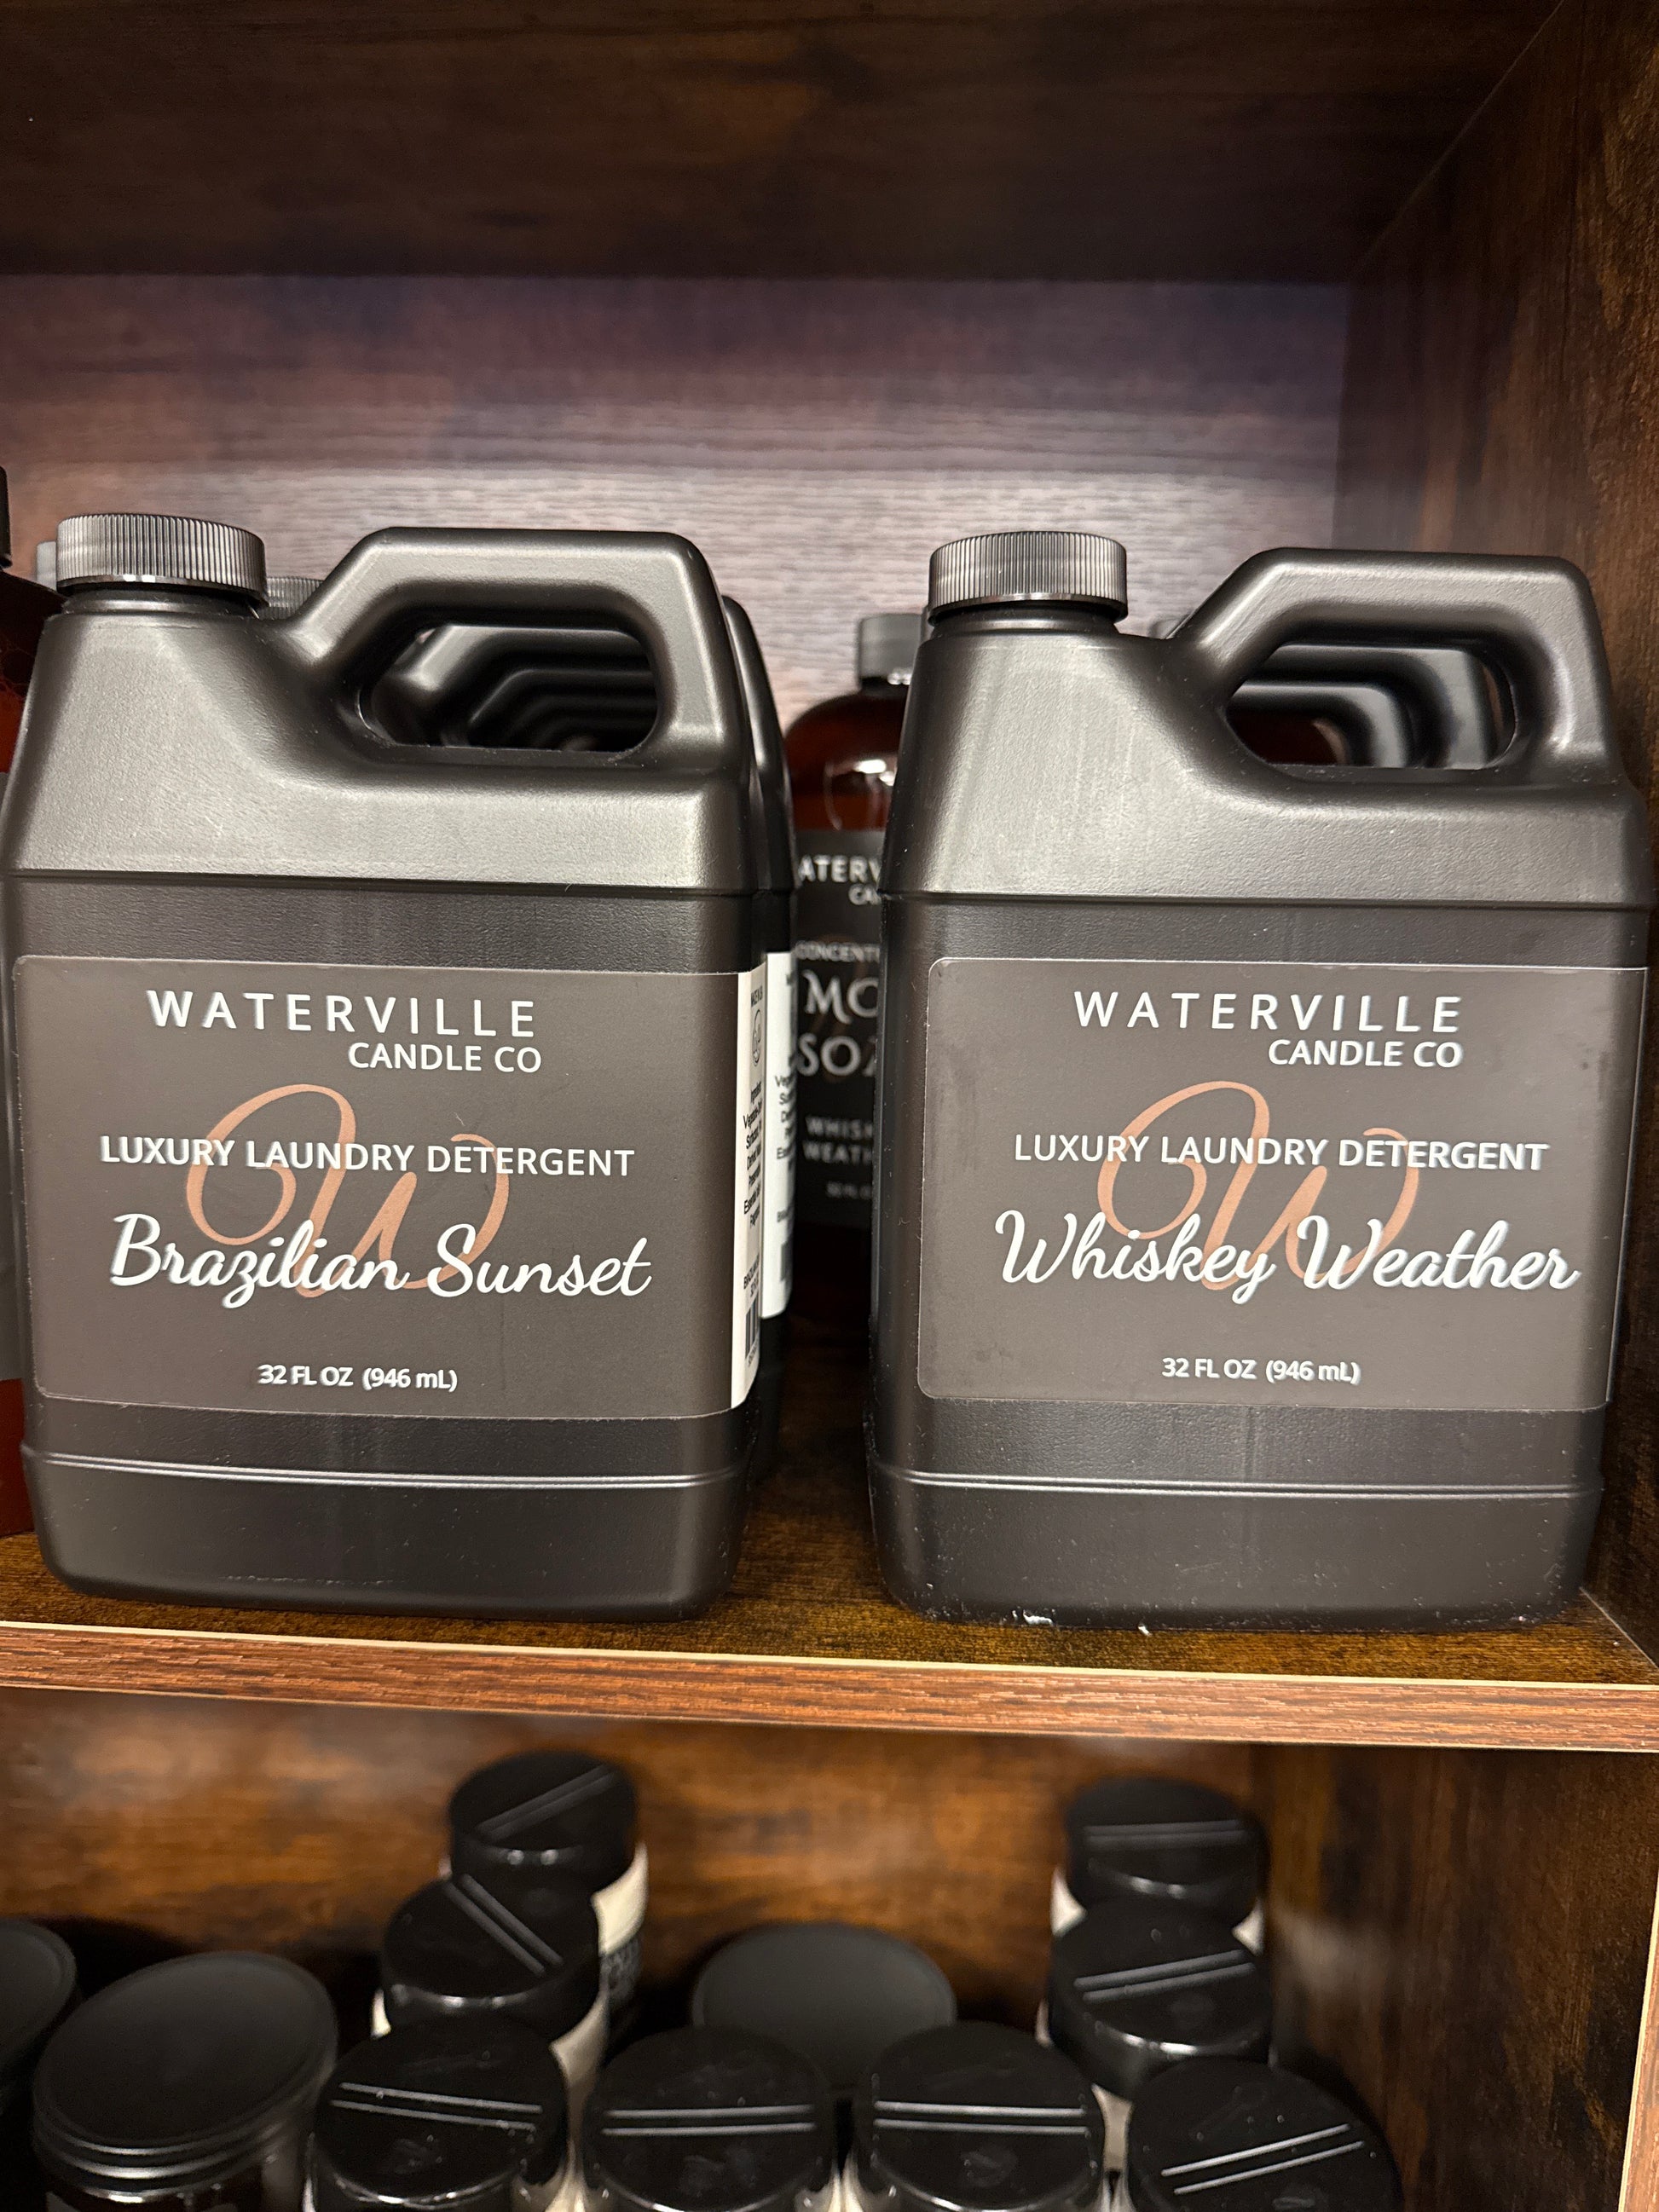 WATERVILLE
CANDLE CO
LUXURY LAUNDRY DETERGENT
W
Brazilian Sunset
32 FL OZ (946 mL)
WATERVILLE
CANDLE CO
LUXURY LAUNDRY DETERGENT
W
Whiskey Weather
32 FL OZ (946 mL)